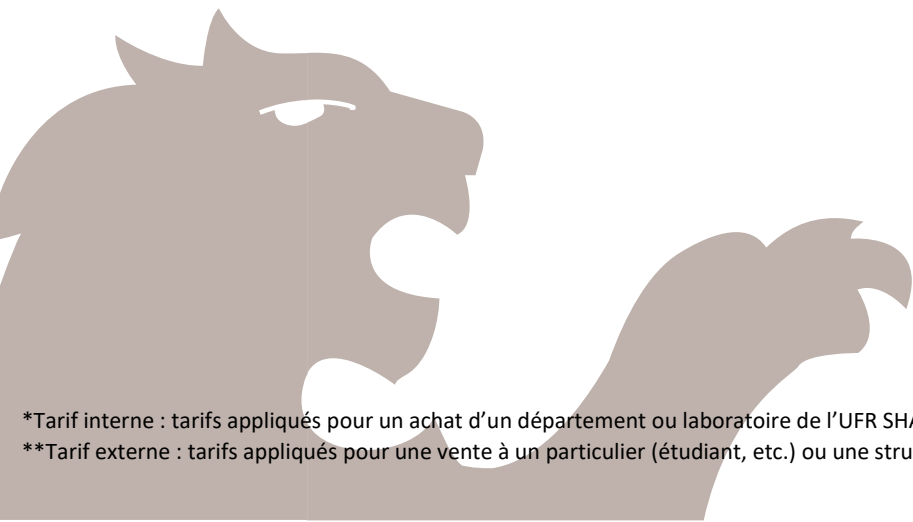 *Tarif interne : tarifs appliqués pour un achat d’un département ou laboratoire de l’UFR
**Tarif externe : tarifs appliqués pour une vente à un particulier (étudiant, etc.) ou une